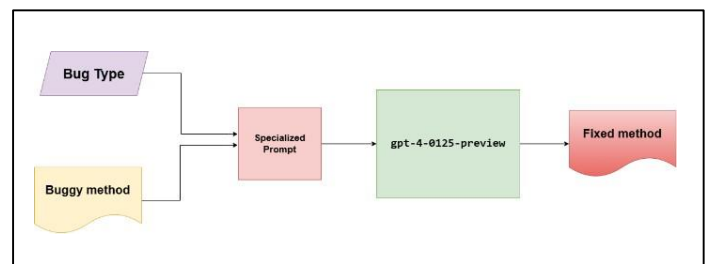 Bug Type
Buggy method
Specialized
Prompt
gpt-4-0125-preview
Fixed method